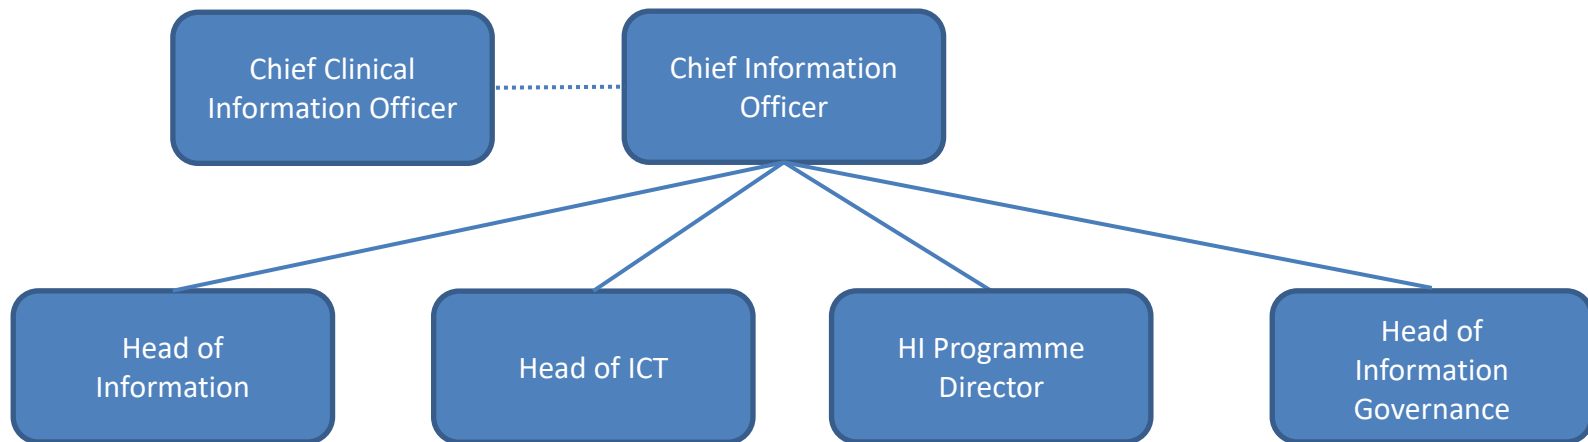 Chief Clinical
Information Officer
Chief Information
Officer
Head of
Information
Head of ICT
HI Programme
Director
Head of
Information
Governance